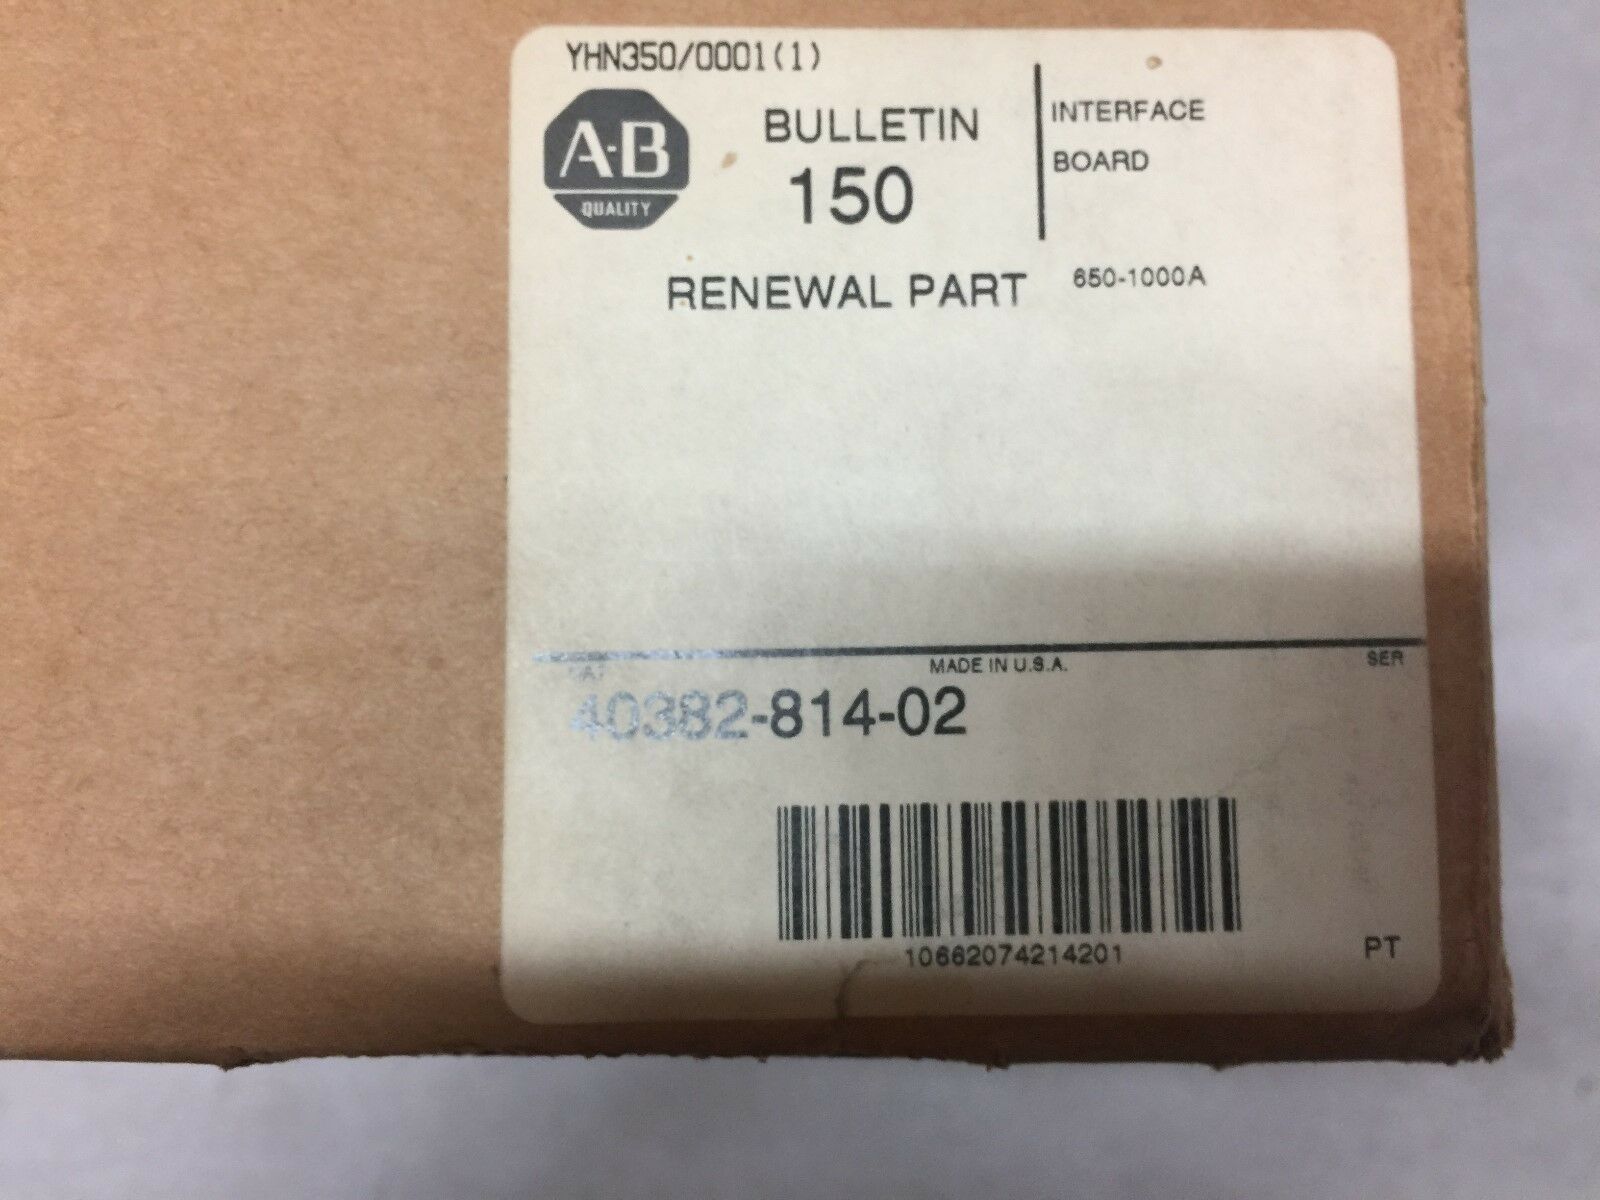 YHN350/0001(1)
A-B
QUALITY
BULLETIN
150
INTERFACE
BOARD
RENEWAL PART
650-1000A
CAT
MADE IN U.S.A.
SER
40382-814-02
10662074214201
PT